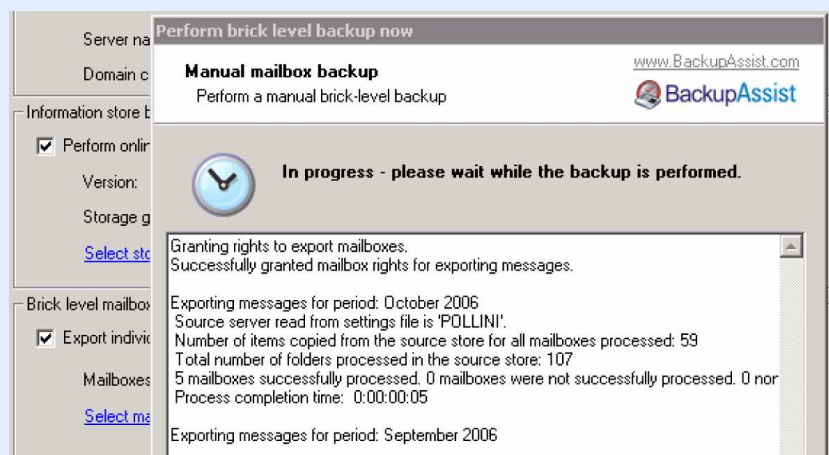 Server na
Domain c
Information store b
Perform onlin
Version:
Storage g
Select sto
Brick level mailbox
Export individ
Mailboxes
Select ma
Perform brick level backup now
Manual mailbox backup
Perform a manual brick-level backup
www.BackupAssist.com
BackupAssist
In progress - please wait while the backup is performed.
Granting rights to export mailboxes.
Successfully granted mailbox rights for exporting messages.
Exporting messages for period: October 2006
Source server read from settings file is 'POLLINI'.
Number of items copied from the source store for all mailboxes processed: 59
Total number of folders processed in the source store: 107
5 mailboxes successfully processed. 0 mailboxes were not successfully processed. 0 nor
Process completion time: 0:00:00:05
Exporting messages for period: September 2006